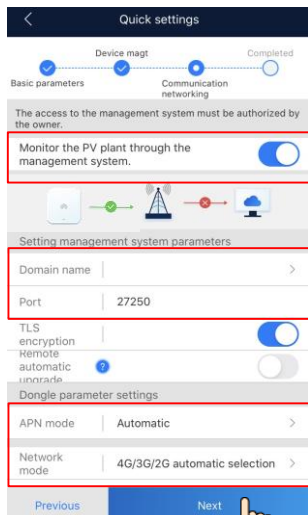 Quick settings
Device magt
Completed
Basic parameters
Communication
networking
The access to the management system must be authorized by
the owner.
Monitor the PV plant through the
management system.
Setting management system parameters
Domain name
Port
27250
TLS
encryption
Remote
automatic
upgrade
?
Dongle parameter settings
APN mode
Automatic
Network
mode
4G/3G/2G automatic selection
Previous
Next